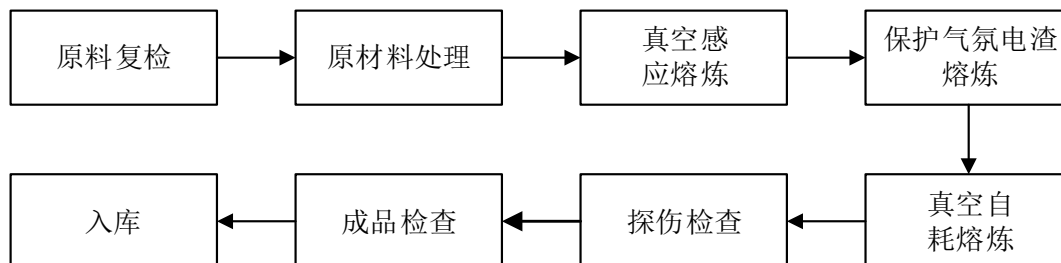 原料复检
原材料处理
真空感
应熔炼
保护气氛电渣
熔炼
真空自
耗熔炼
探伤检查
成品检查
入库